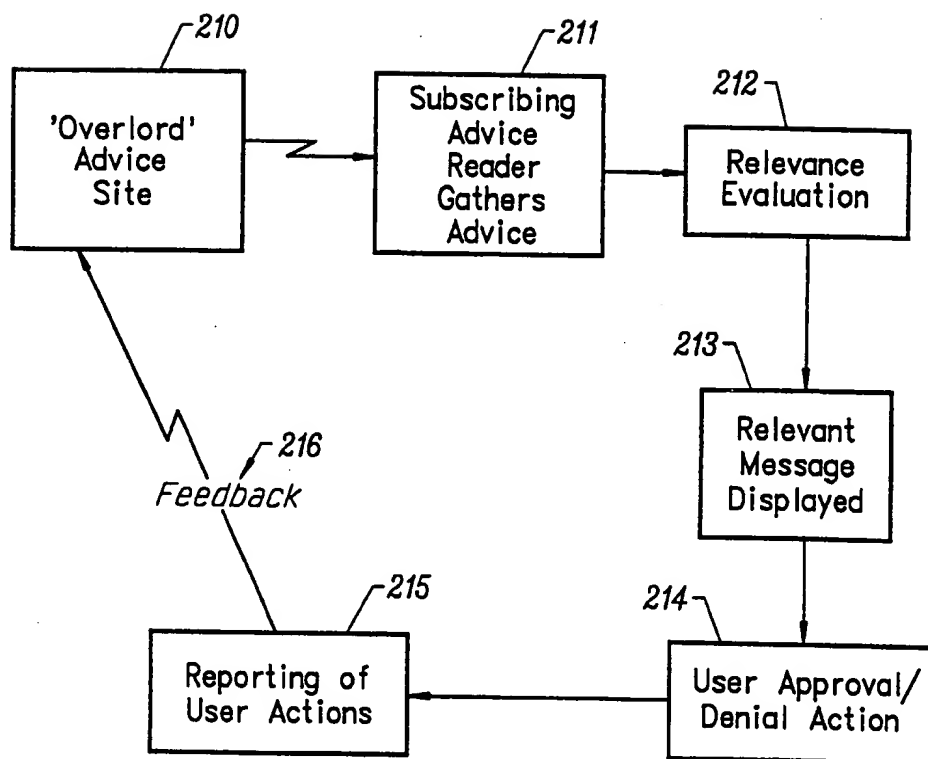 210
'Overlord'
Advice
Site
211
Subscribing
Advice
Reader
Gathers
Advice
212
Relevance
Evaluation
213
Relevant
Message
Displayed
214
User Approval/
Denial Action
215
Reporting of
User Actions
216
Feedback